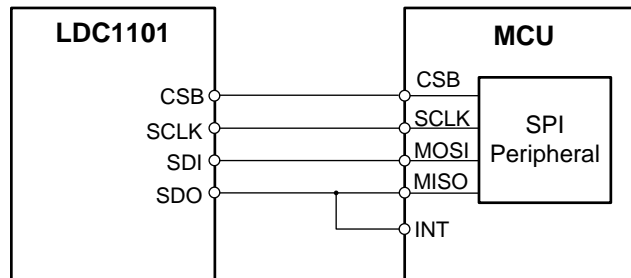 LDC1101
CSB
SCLK
SDI
SDO
MCU
CSB
SCLK
MOSI
MISO
INT
SPI
Peripheral